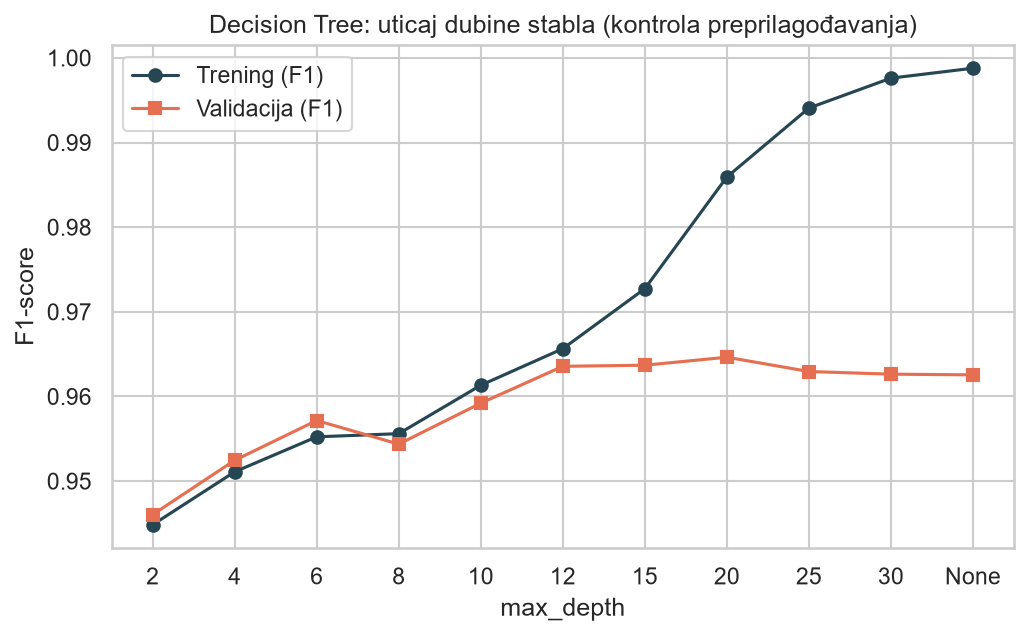 Decision Tree: uticaj dubine stabla (kontrola preprilagođavanja)
Trening (F1)
Validacija (F1)
F1-score
1.00
0.99
0.98
0.97
0.96
0.95
2 4 6 8 10 12 15 20 25 30 None
max_depth